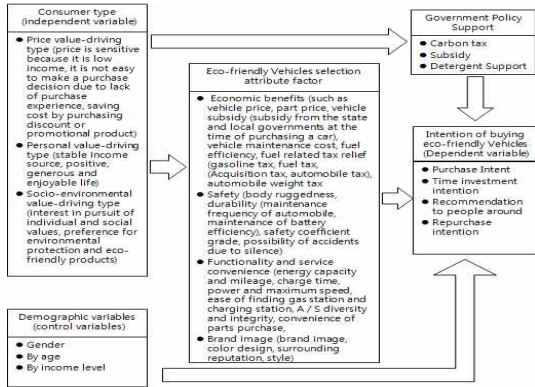 Consumer type
(independent variable)
● Price value-driving
type (price is sensitive
because it is low
income, it is not easy
to make a purchase
decision due to lack
of purchase
experience, saving
cost by purchasing
discount or
promotional product)
● Personal value-driving
type (stable income
source, positive,
generous and
enjoyable life)
● Socio-environmental
value-driving type
(interest in pursuit of
individual and social
values, preference for
environmental
protection and eco-
friendly products)
Demographic variables
(control variables)
● Gender
● By age
● By income level
Eco-friendly Vehicles selection
attribute factor
● Economic benefits (such as
vehicle price, part price, vehicle
subsidy (subsidy from the state
and local governments at the
time of purchasing a car),
vehicle maintenance cost, fuel
efficiency, fuel related tax relief
(gasoline tax, fuel tax,
(Acquisition tax, automobile tax),
automobile weight tax
● Safety (body ruggedness,
durability (maintenance
frequency of automobile,
maintenance of battery
efficiency), safety coefficient
grade, possibility of accidents
due to silence)
● Functionality and service
convenience (energy capacity
and mileage, charge time,
power and maximum speed,
ease of finding gas station and
charging station, A / S diversity
and integrity, convenience of
parts purchase,
● Brand image (brand image,
color design, surrounding
reputation, style)
Government Policy
Support
● Carbon tax
● Subsidy
● Detergent Support
Intention of buying
eco-friendly Vehicles
(Dependent variable)
● Purchase Intent
● Time investment
intention
● Recommendation
to people around
● Repurchase
intention